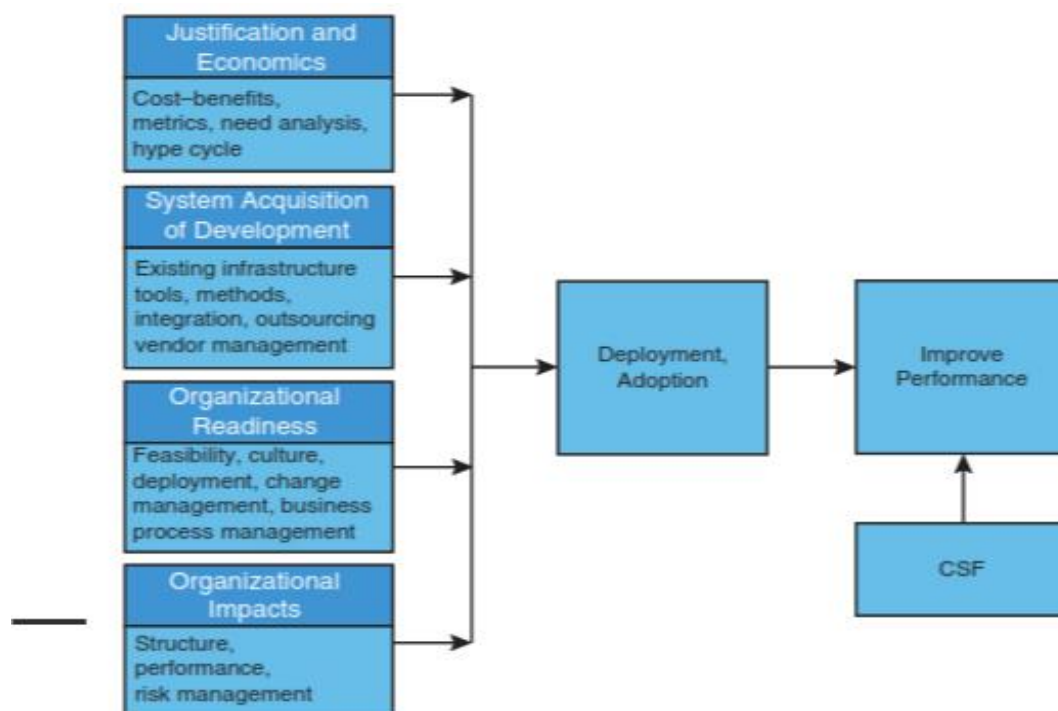 Justification and
Economics
Cost–benefits,
metrics, need analysis,
hype cycle
System Acquisition
of Development
Existing infrastructure
tools, methods,
integration, outsourcing
vendor management
Organizational
Readiness
Feasibility, culture,
deployment, change
management, business
process management
Organizational
Impacts
Structure,
performance,
risk management
Deployment,
Adoption
Improve
Performance
CSF